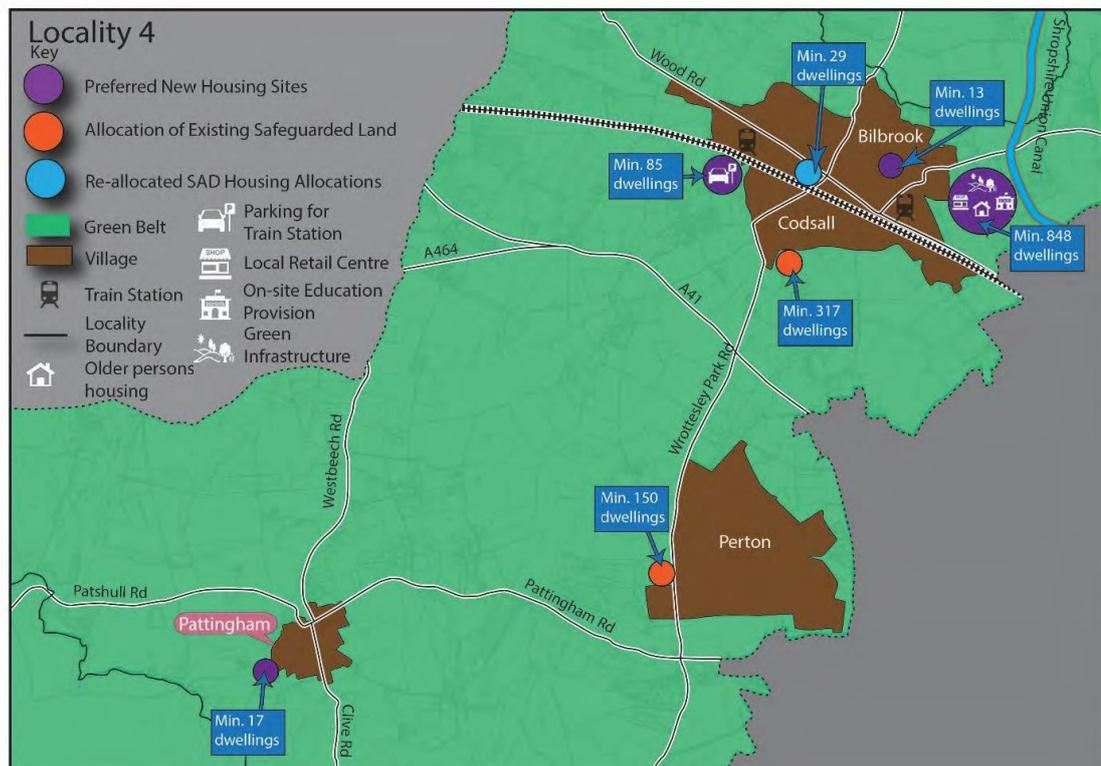 Locality 4
Key
Preferred New Housing Sites
Allocation of Existing Safeguarded Land
Re-allocated SAD Housing Allocations
Green Belt
Village
Train Station
Locality
Boundary
Older persons
housing
Parking for
Train Station
SHOP
Local Retail Centre
On-site Education
Provision
Green
Infrastructure
Wood Rd
Min. 29
dwellings
Min. 13
dwellings
Shropshire Union Canal
Bilbrook
Min. 85
dwellings
Codsall
Min. 848
dwellings
A464
A41
Min. 317
dwellings
Wrottesley Park Rd
Westbeech Rd
Min. 150
dwellings
Perton
Patshull Rd
Pattingham
Pattingham Rd
Min. 17
dwellings
Clive Rd